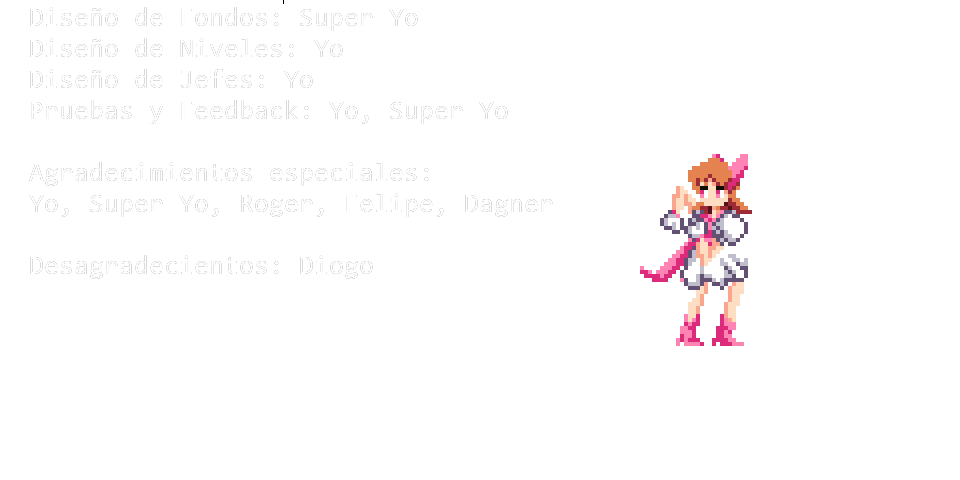 Diseño de Fondos: Super Yo
Diseño de Niveles: Yo
Diseño de Jefes: Yo
Pruebas y Feedback: Yo, Super Yo
Agradecimientos especiales:
Yo, Super Yo, Roger, Felipe, Dagner
Desagradecientos: Diogo